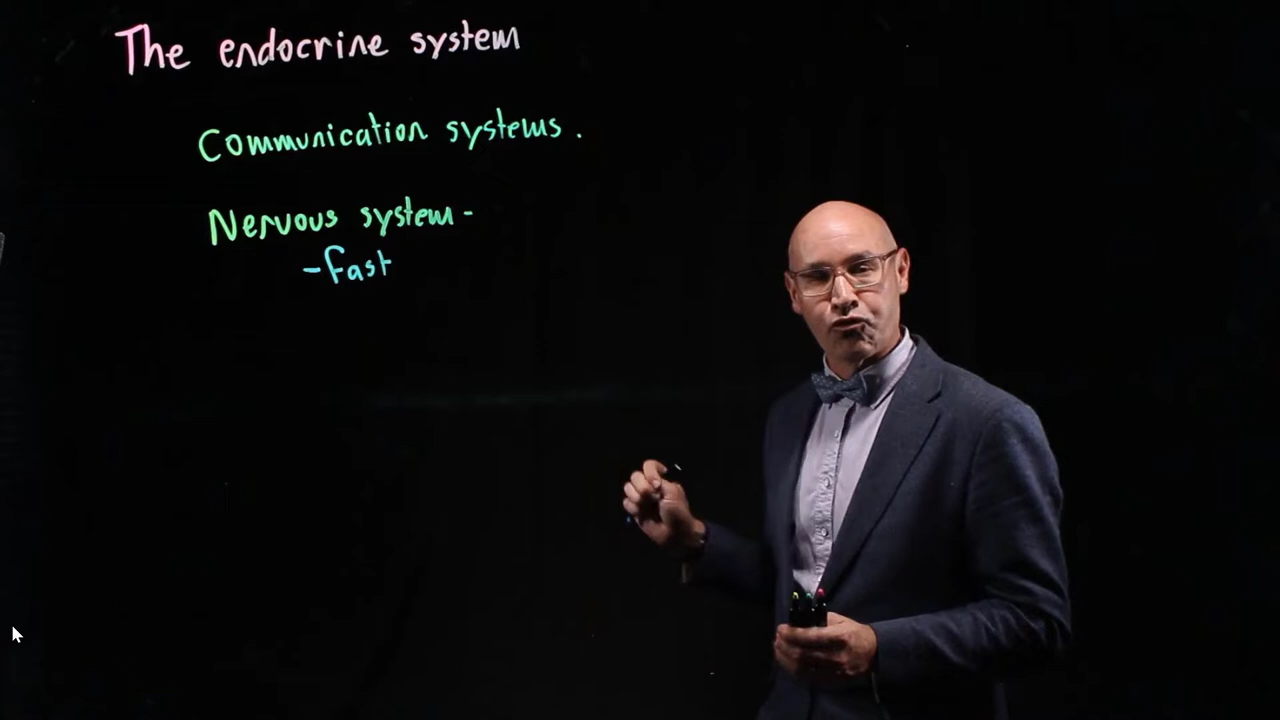 The endocrine system
Communication systems.
Nervous system-
-fast